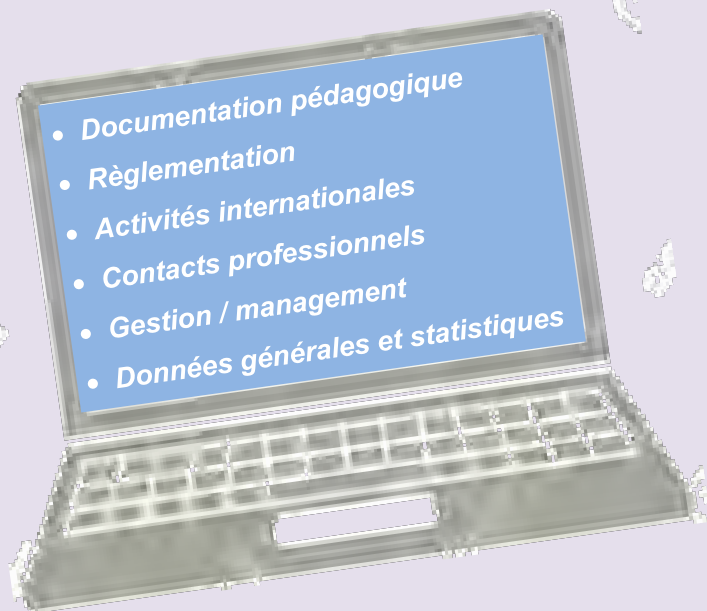 • Documentation pédagogique
• Règlementation
• Activités internationales
• Contacts professionnels
• Gestion / management
• Données générales et statistiques